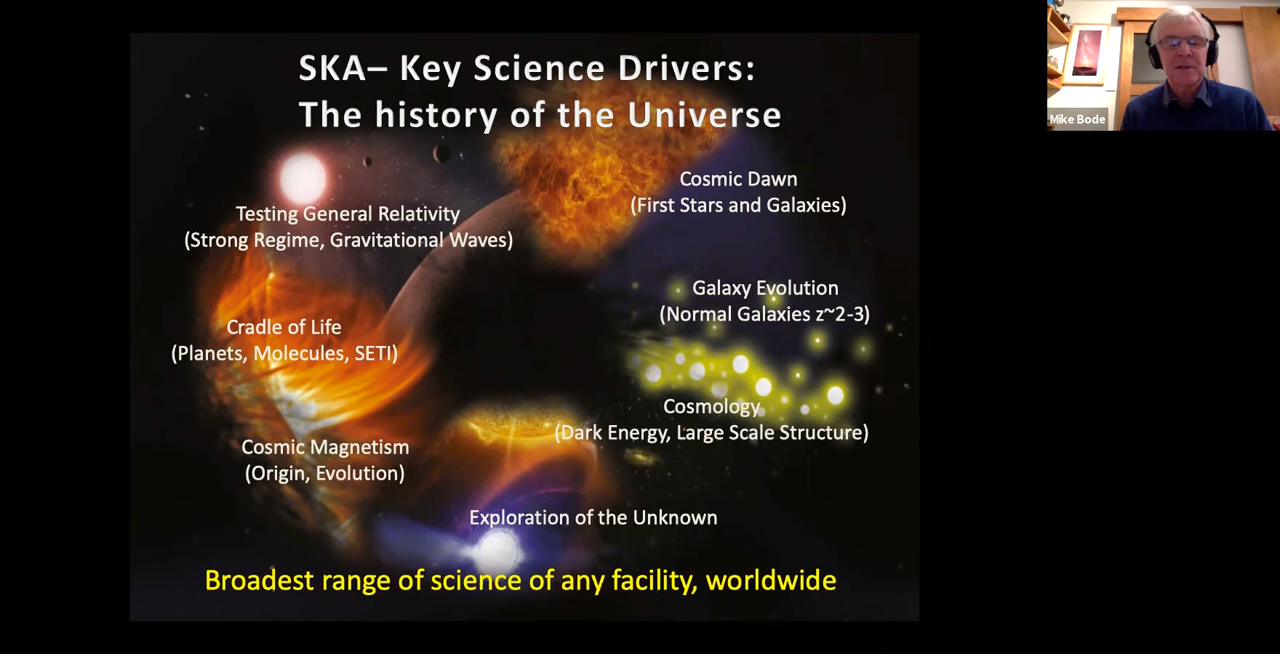 SKA– Key Science Drivers:
The history of the Universe
Mike Bode
Cosmic Dawn
(First Stars and Galaxies)
Testing General Relativity
(Strong Regime, Gravitational Waves)
Galaxy Evolution
(Normal Galaxies z~2-3)
Cradle of Life
(Planets, Molecules, SETI)
Cosmology
(Dark Energy, Large Scale Structure)
Cosmic Magnetism
(Origin, Evolution)
Exploration of the Unknown
Broadest range of science of any facility, worldwide